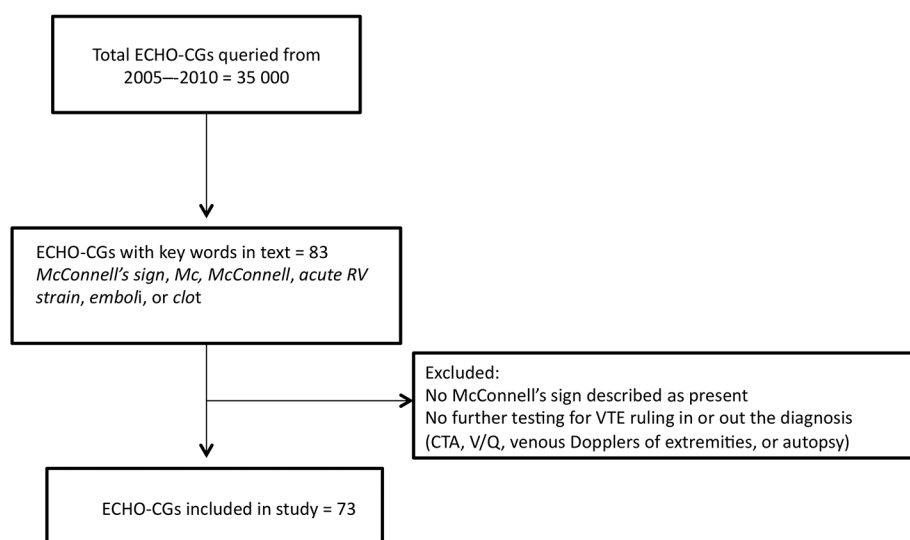 Total ECHO-CGs queried from
2005—-2010 = 35 000
ECHO-CGs with key words in text = 83
McConnell’s sign, Mc, McConnell, acute RV
strain, emboli, or clot
Excluded:
No McConnell’s sign described as present
No further testing for VTE ruling in or out the diagnosis
(CTA, V/Q, venous Dopplers of extremities, or autopsy)
ECHO-CGs included in study = 73